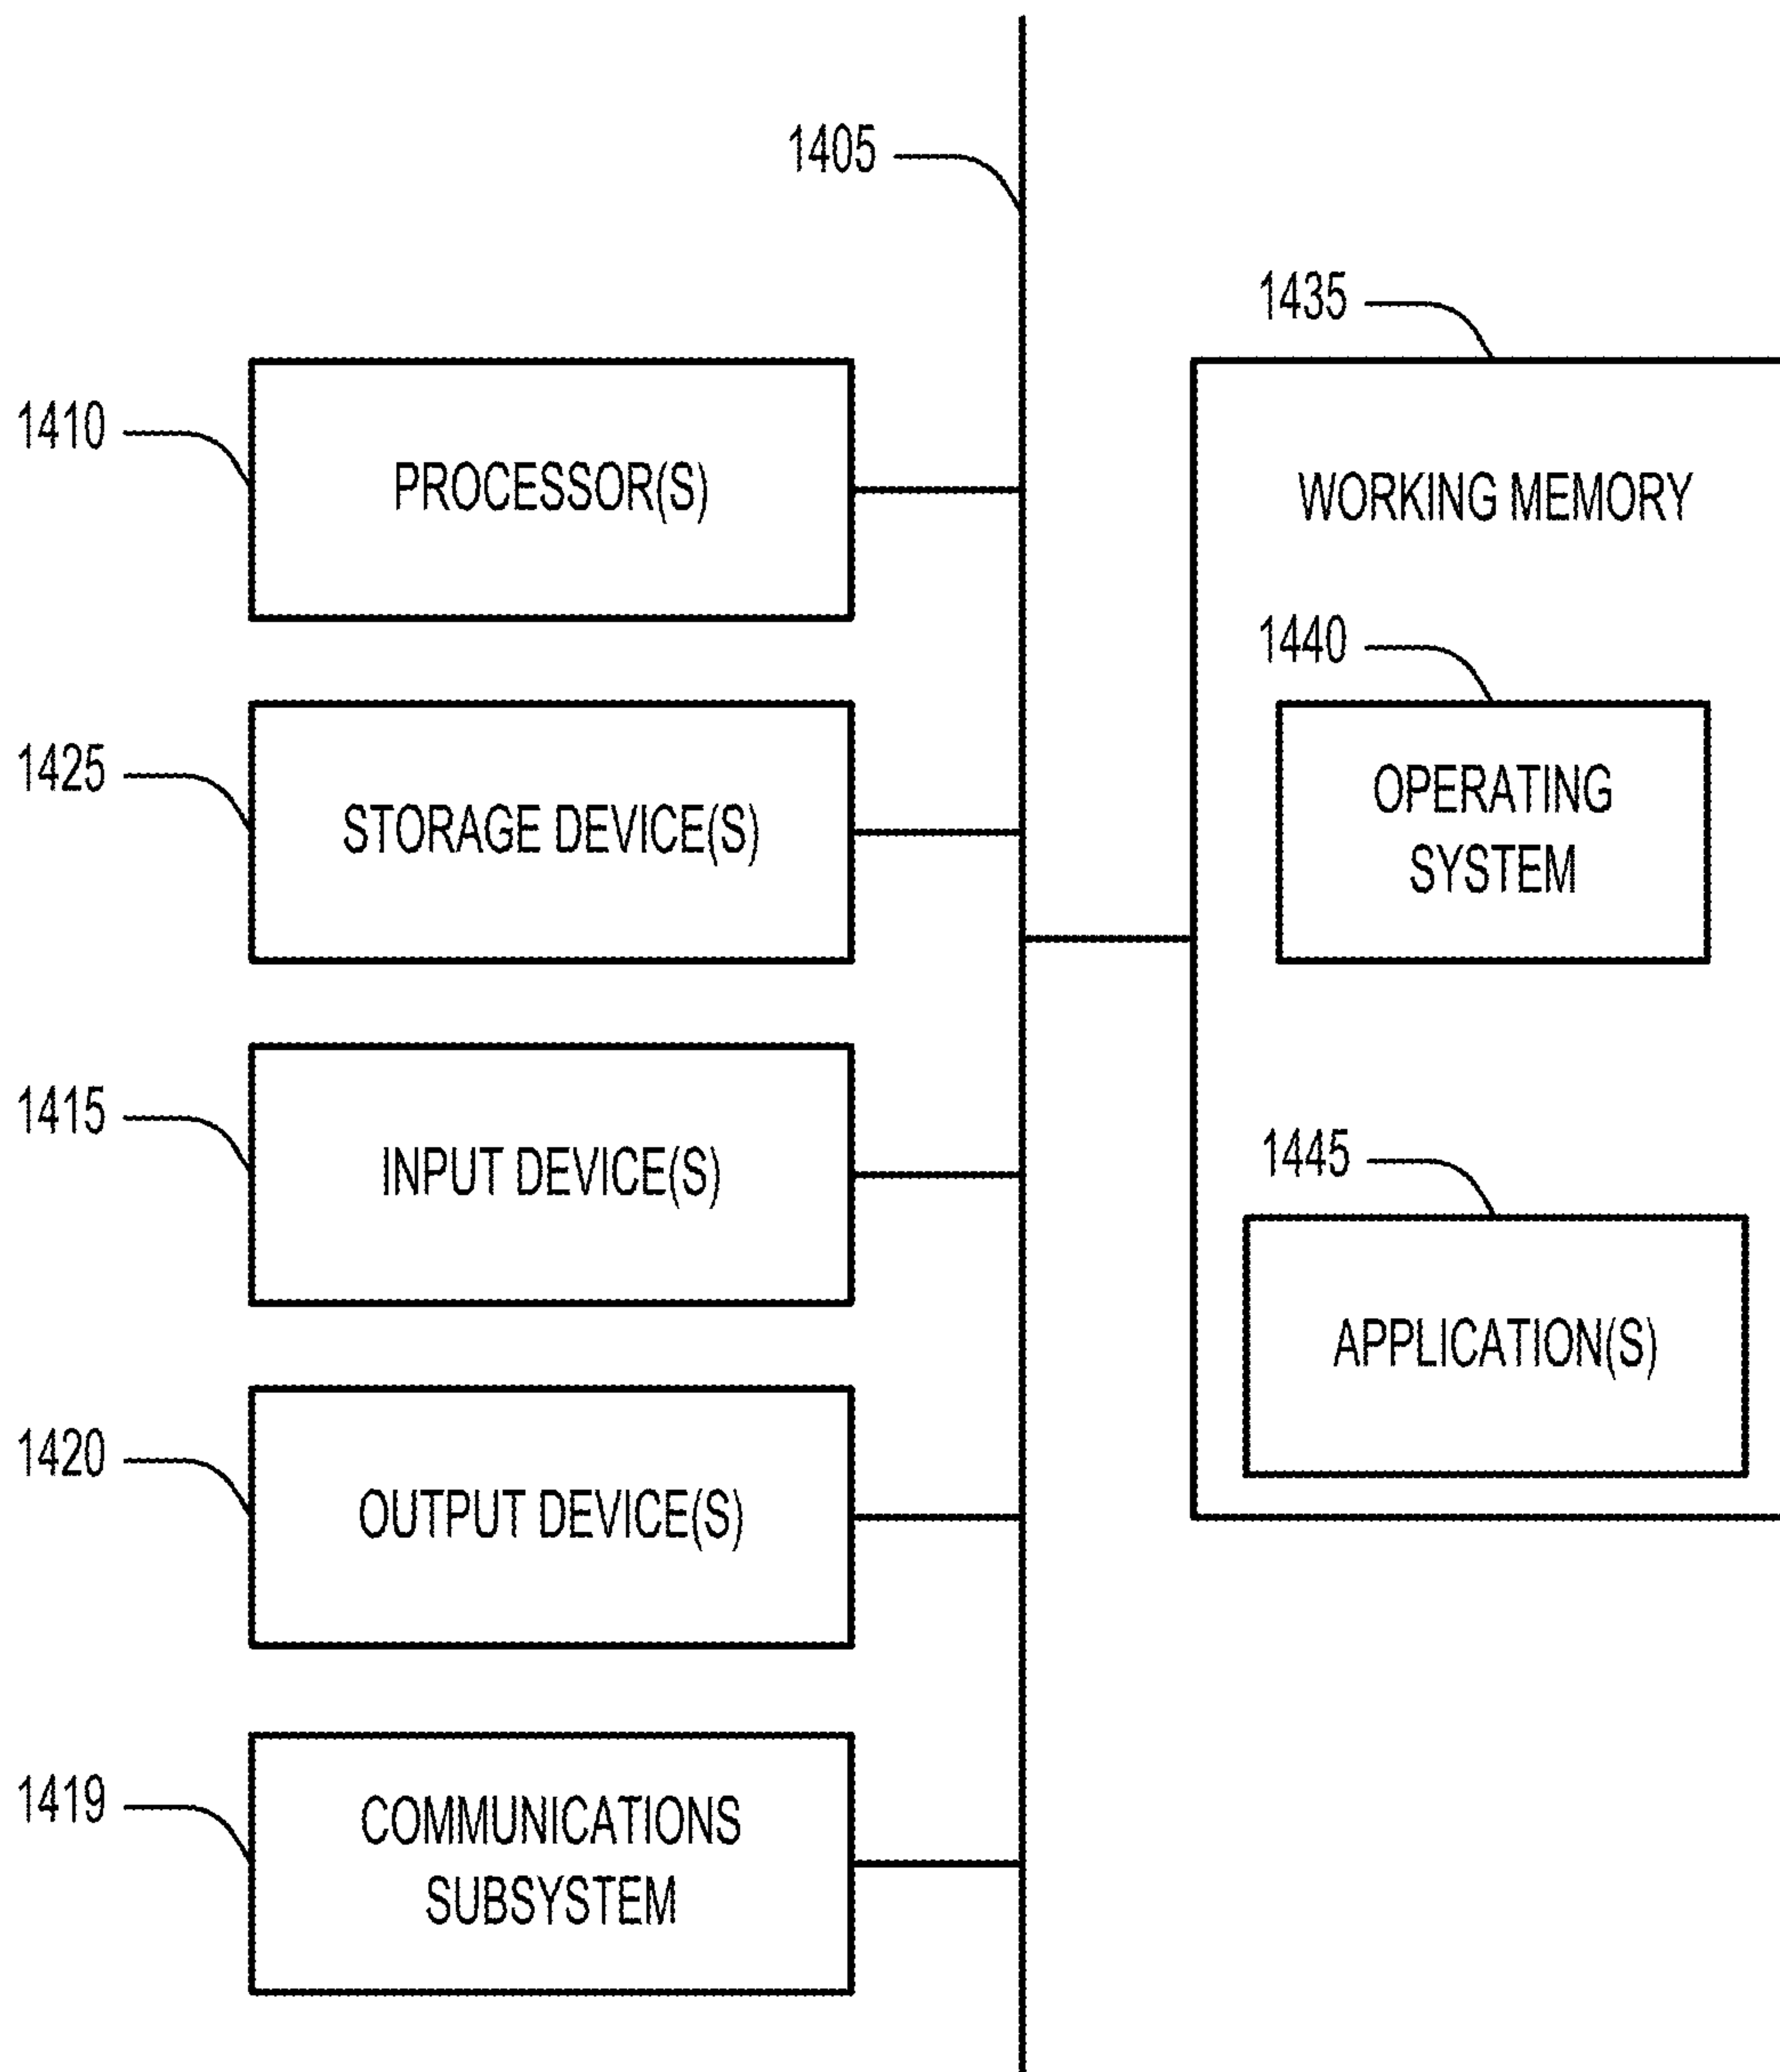 1405
1435
1410
PROCESSOR(S)
WORKING MEMORY
1440
1425
STORAGE DEVICE(S)
OPERATING
SYSTEM
1415
INPUT DEVICE(S)
1445
APPLICATION(S)
1420
OUTPUT DEVICE(S)
1419
COMMUNICATIONS
SUBSYSTEM